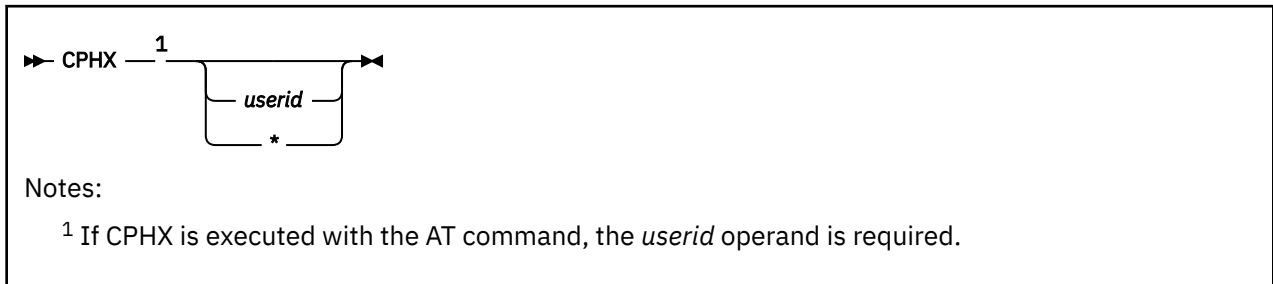 CPHX 1
userid
*
Notes:
1 If CPHX is executed with the AT command, the userid operand is required.